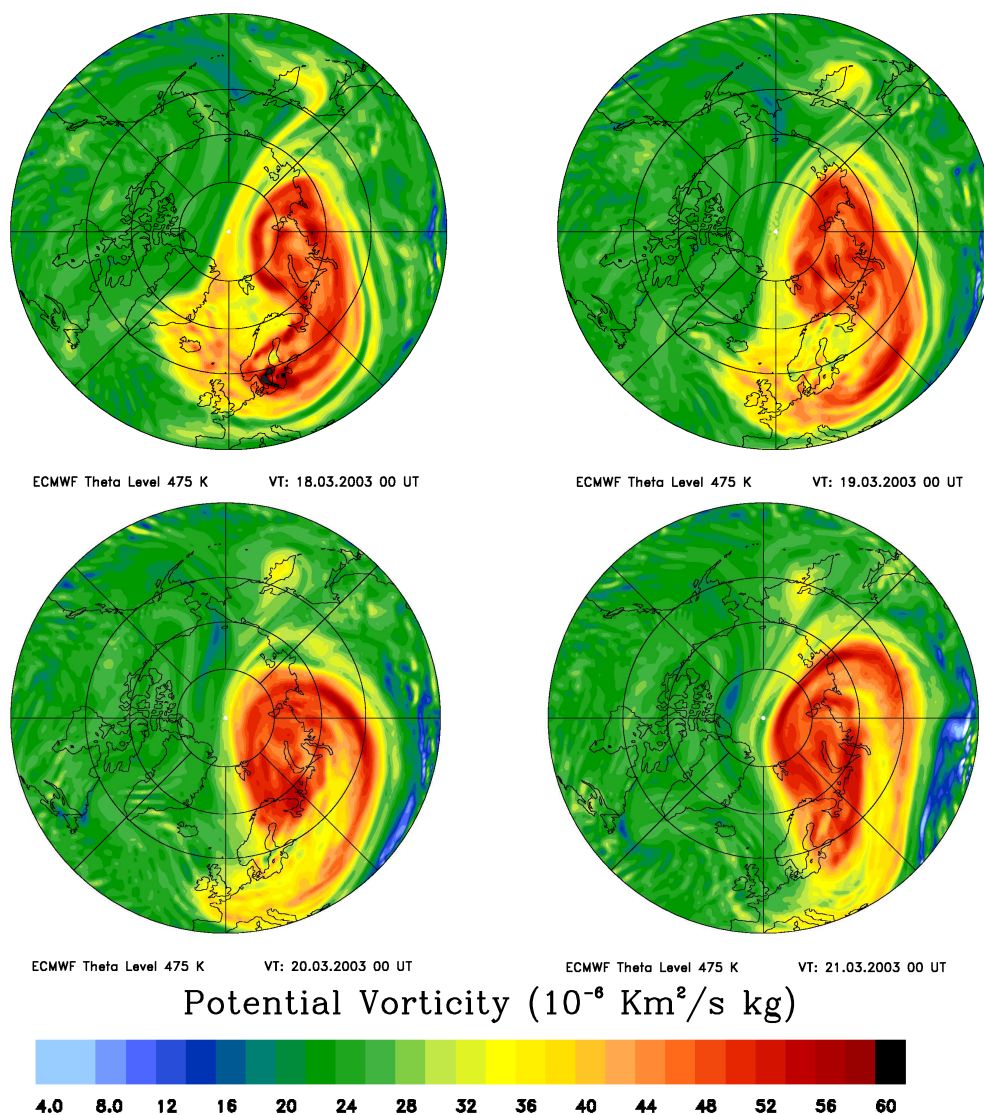 ECMWF Theta Level 475 K VT: 18.03.2003 00 UT
ECMWF Theta Level 475 K VT: 19.03.2003 00 UT
ECMWF Theta Level 475 K VT: 20.03.2003 00 UT
ECMWF Theta Level 475 K VT: 21.03.2003 00 UT
Potential Vorticity (10⁻⁶ Km²/s kg)
4.0 8.0 12 16 20 24 28 32 36 40 44 48 52 56 60